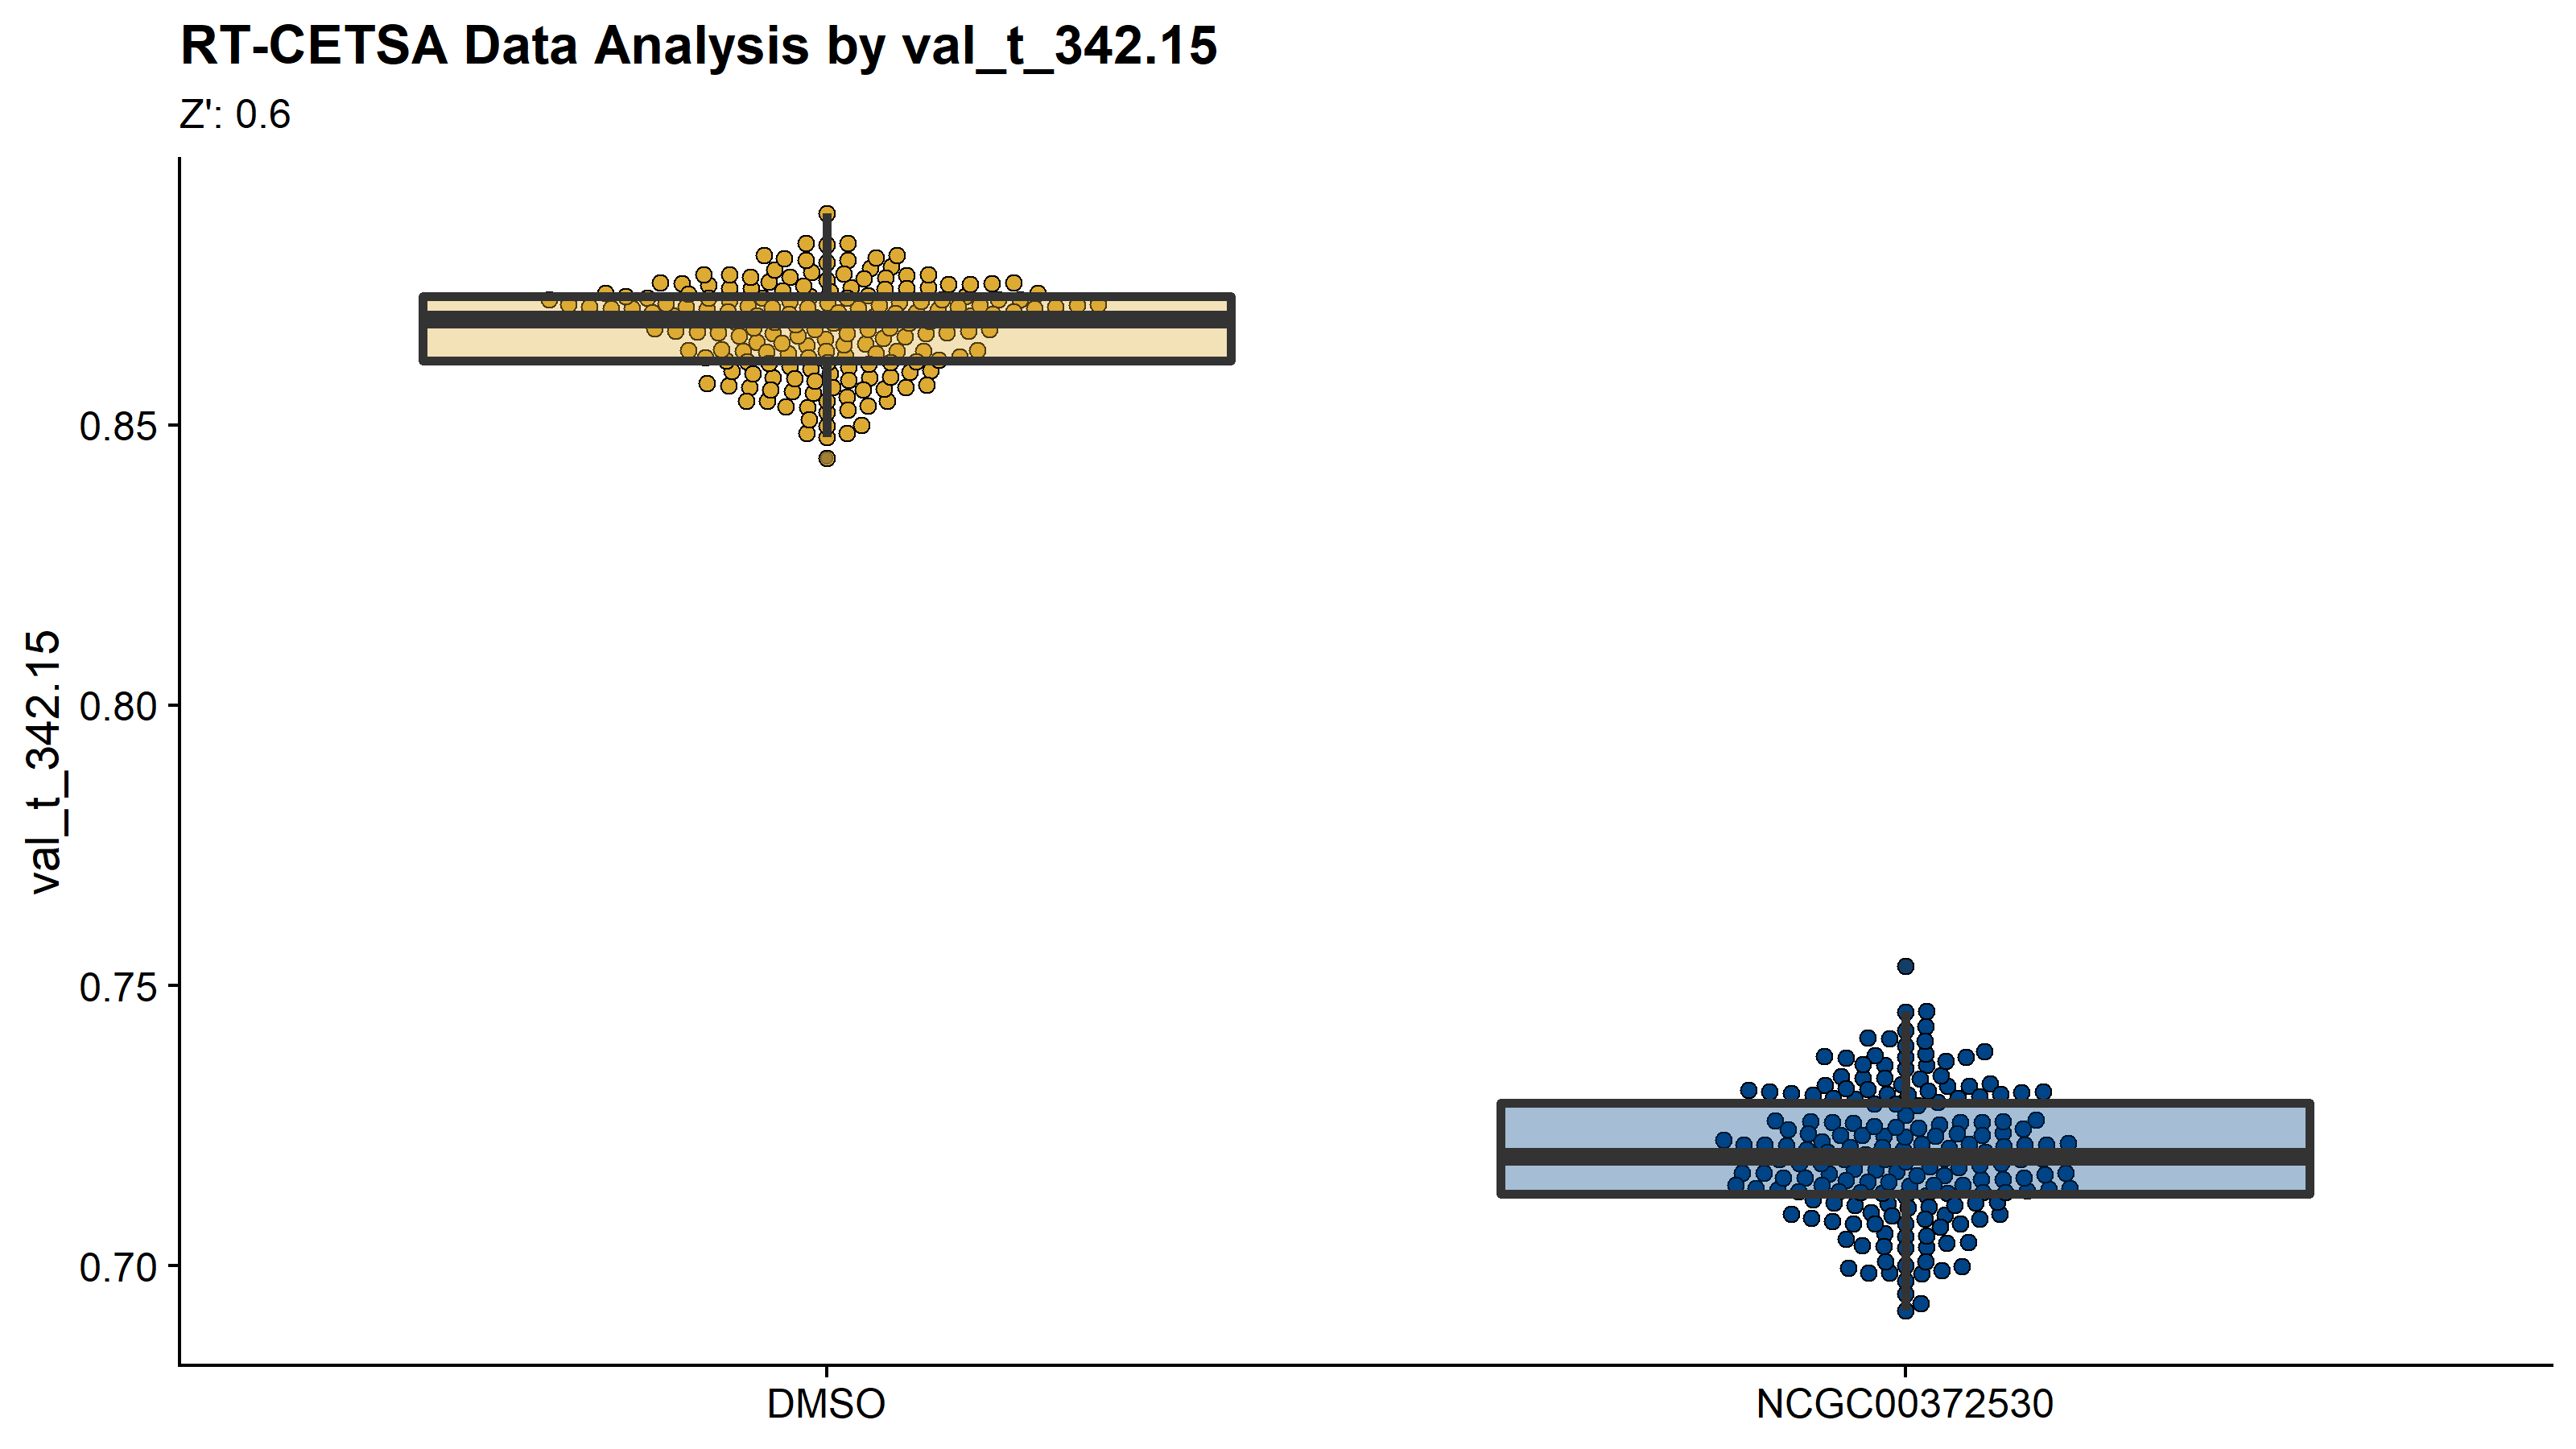 RT-CETSA Data Analysis by val_t_342.15
Z': 0.6
val_t_342.15
0.85
0.80
0.75
0.70
DMSO
NCGC00372530